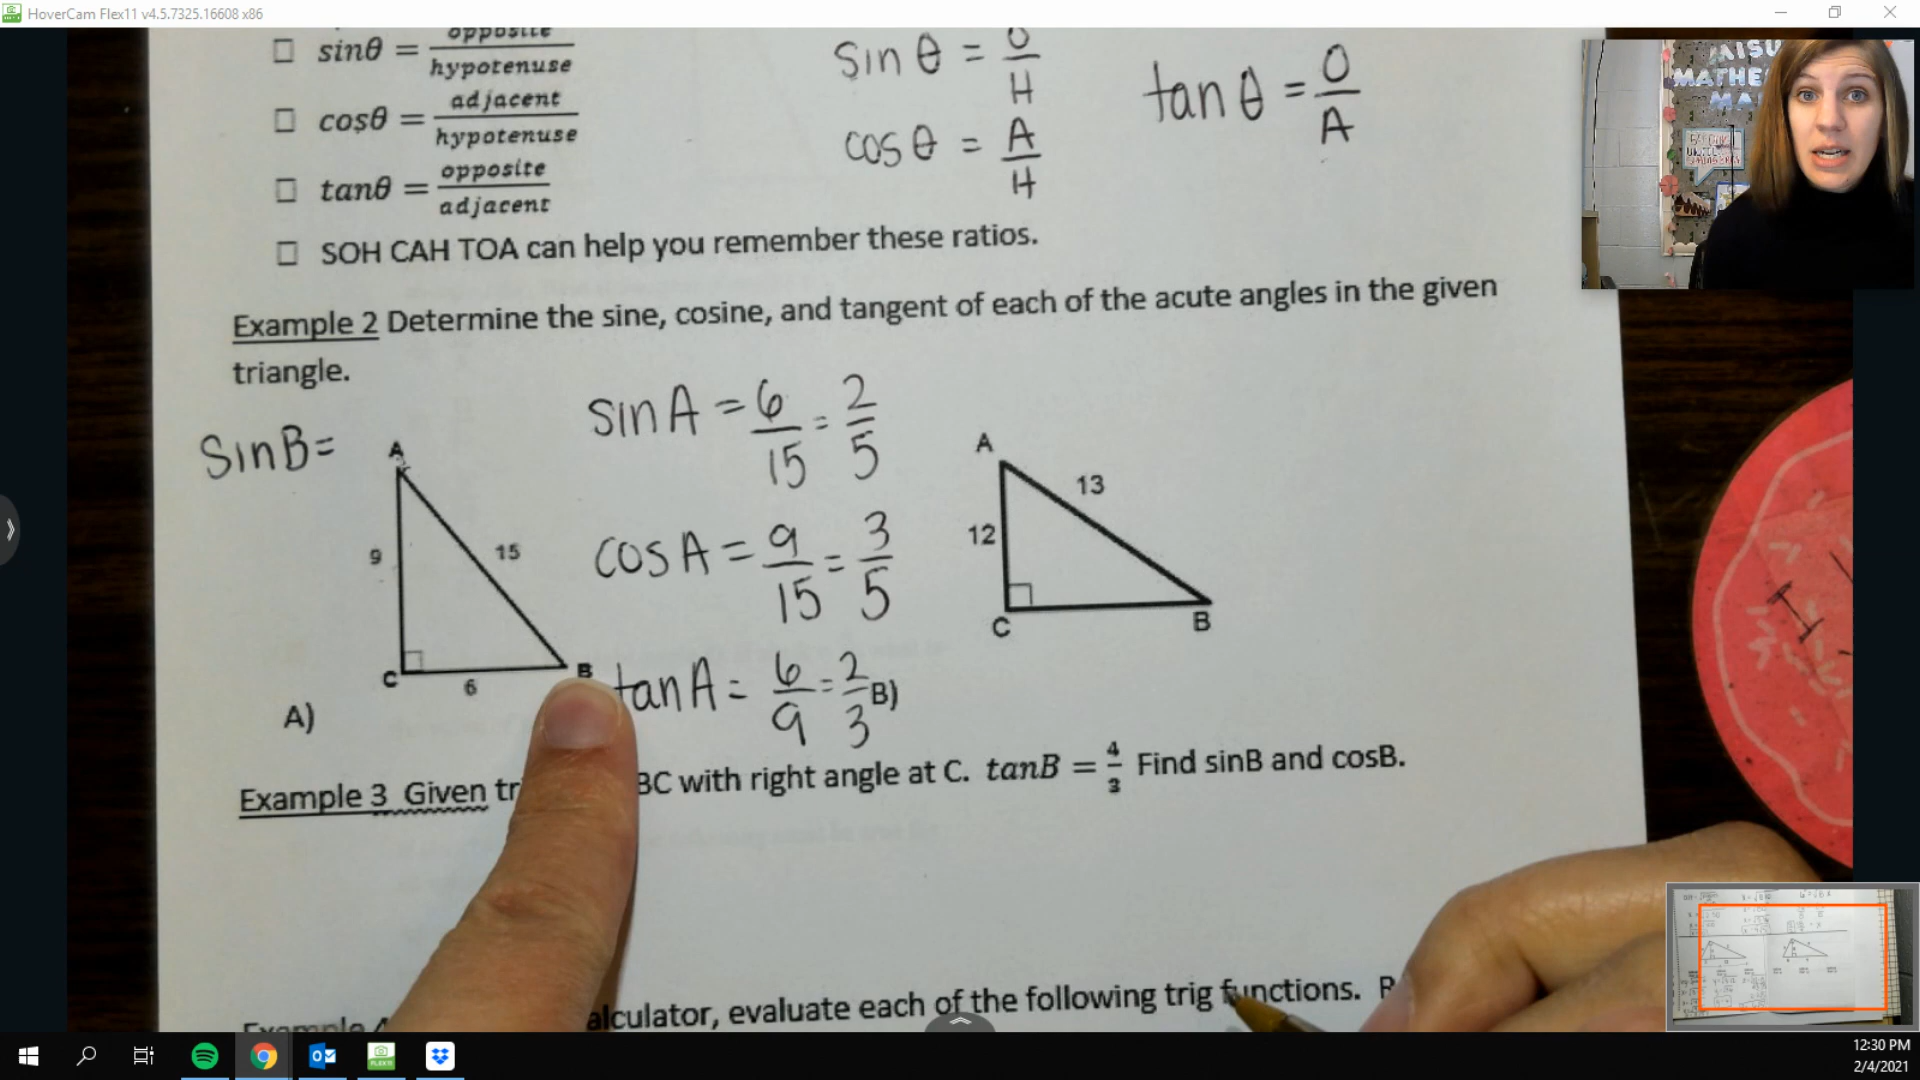 HoverCam Flex11 v4.5.7325.16608 x86
sinθ = opposite / hypotenuse
cosθ = adjacent / hypotenuse
tanθ = opposite / adjacent
sin θ = O / H
cos θ = A / H
tan θ = O / A
SOH CAH TOA can help you remember these ratios.
Example 2 Determine the sine, cosine, and tangent of each of the acute angles in the given
triangle.
SinB=
A
9
15
C
6
B
A)
sin A = 6/15 = 2/5
cos A = 9/15 = 3/5
tan A = 6/9 = 2/3
A
13
12
C
B
B)
Example 3 Given tr BC with right angle at C. tanB = 4/3 Find sinB and cosB.
Example alculator, evaluate each of the following trig functions. R
MATHE
12:30 PM
2/4/2021